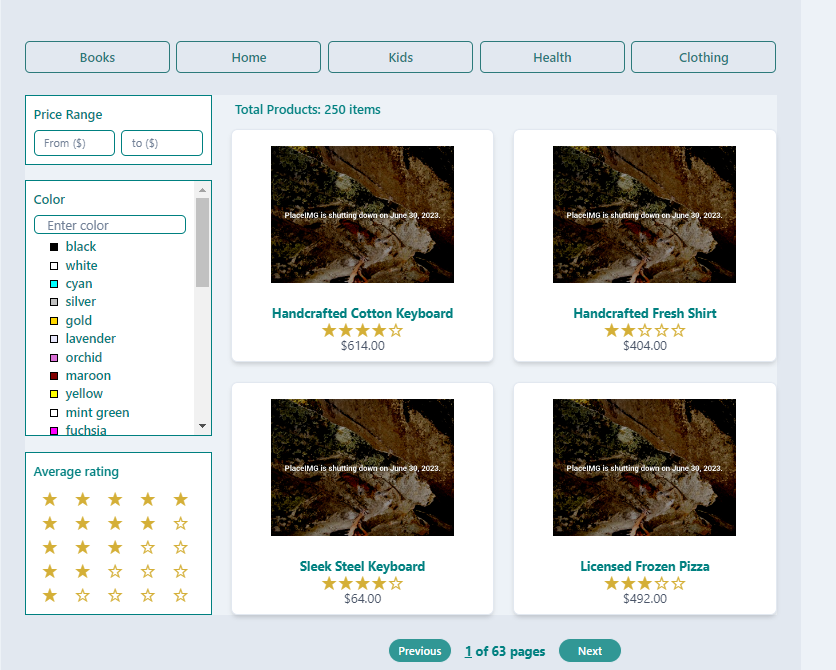 Books
Home
Kids
Health
Clothing
Price Range
From ($)
to ($)
Color
Enter color
black
white
cyan
silver
gold
lavender
orchid
maroon
yellow
mint green
fuchsia
Average rating
Total Products: 250 items
PlaceIMG is shutting down on June 30, 2023.
Handcrafted Cotton Keyboard
$614.00
PlaceIMG is shutting down on June 30, 2023.
Handcrafted Fresh Shirt
$404.00
PlaceIMG is shutting down on June 30, 2023.
Sleek Steel Keyboard
$64.00
PlaceIMG is shutting down on June 30, 2023.
Licensed Frozen Pizza
$492.00
Previous
1 of 63 pages
Next